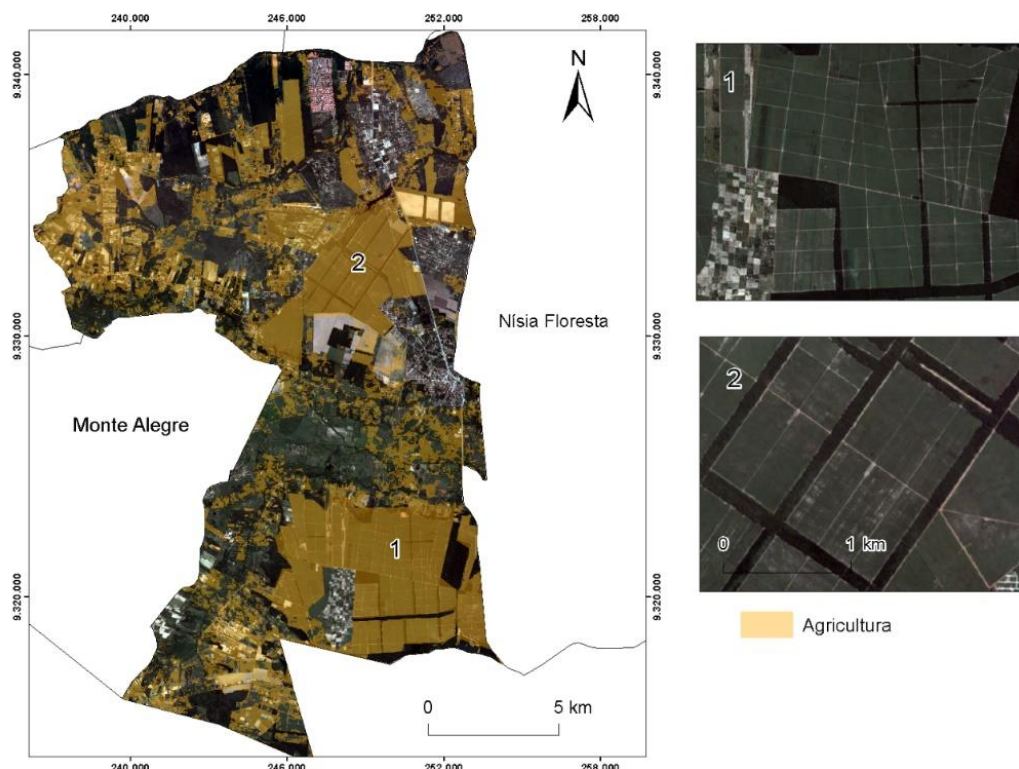 240.000 246.000 252.000 258.000
9.340.000 9.340.000
N
1
2
9.330.000 9.330.000
Nísia Floresta
Monte Alegre
2
0 1 km
1
9.320.000 9.320.000
Agricultura
0 5 km
240.000 246.000 252.000 258.000